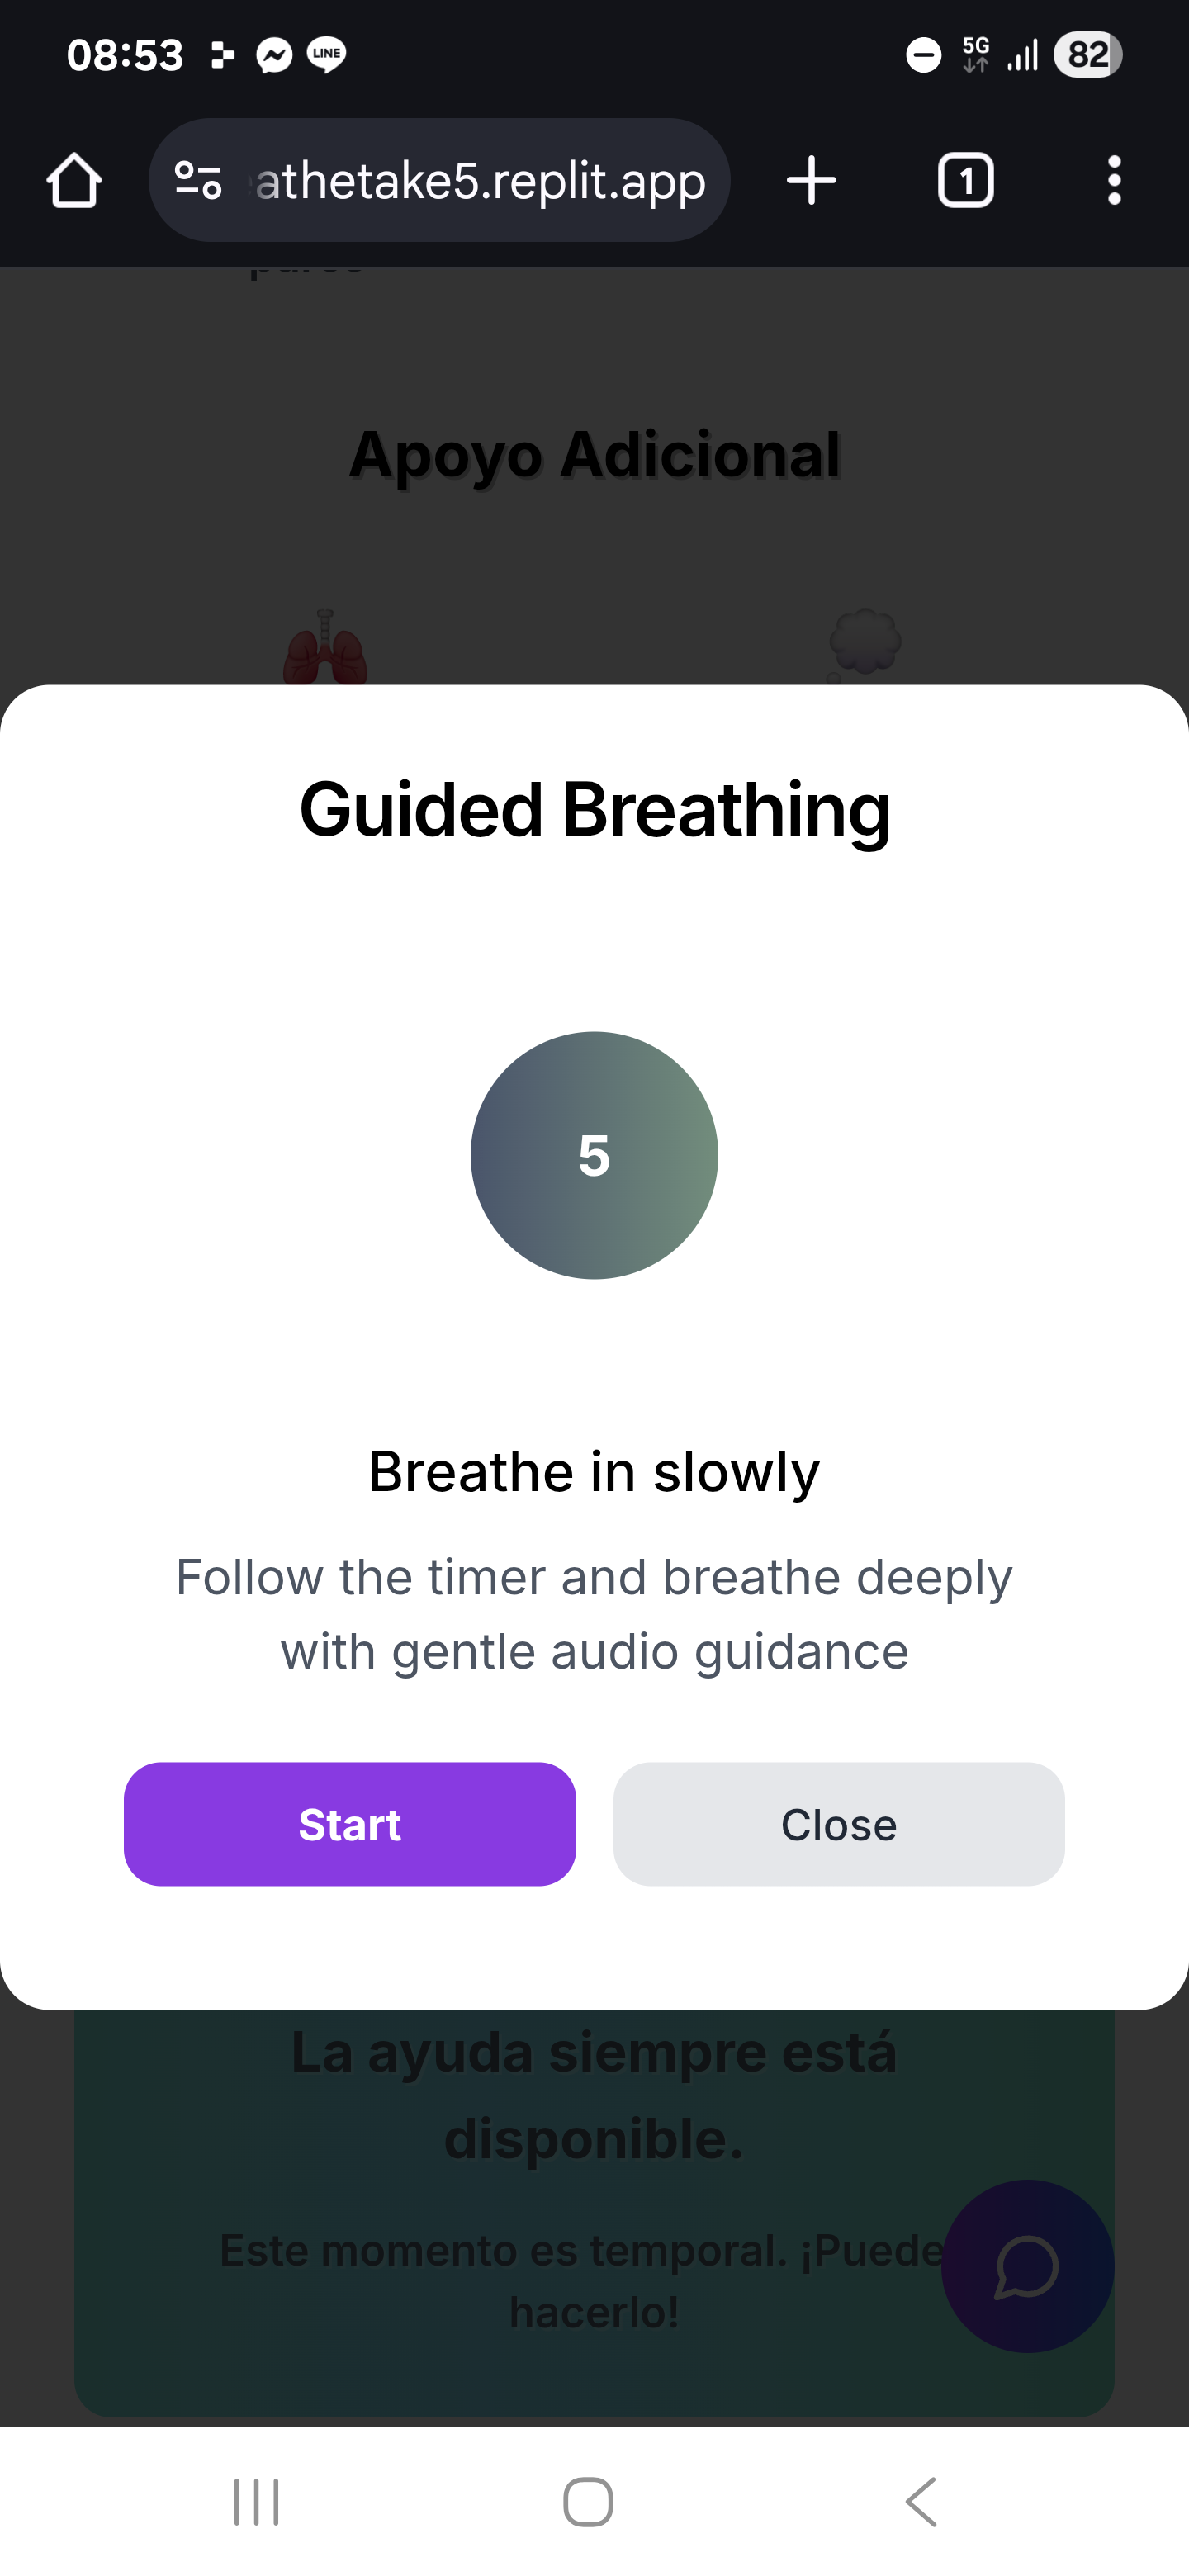 08:53
LINE
5G
82
athetake5.replit.app
1
Apoyo Adicional
Guided Breathing
5
Breathe in slowly
Follow the timer and breathe deeply
with gentle audio guidance
Start
Close
La ayuda siempre está
disponible.
Este momento es temporal. ¡Puede
hacerlo!